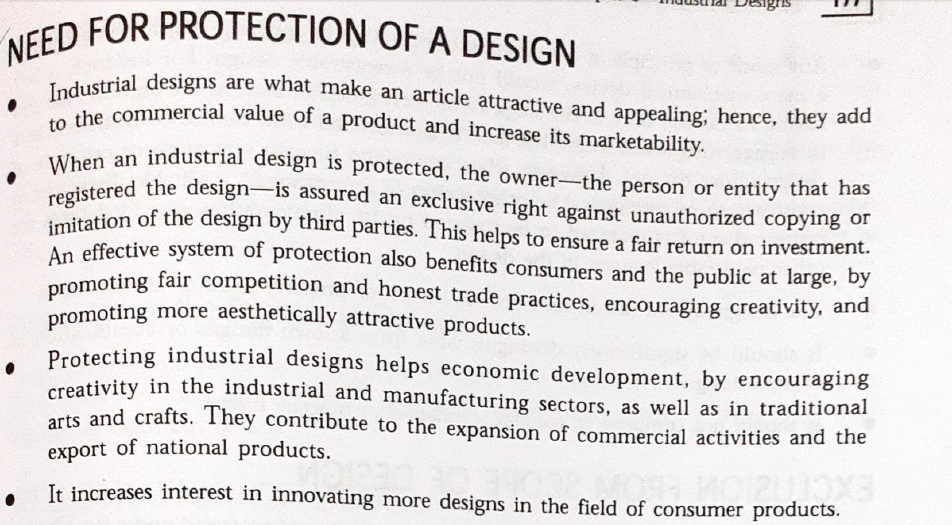 Industrial Designs
NEED FOR PROTECTION OF A DESIGN
• Industrial designs are what make an article attractive and appealing; hence, they add
to the commercial value of a product and increase its marketability.
• When an industrial design is protected, the owner—the person or entity that has
registered the design—is assured an exclusive right against unauthorized copying or
imitation of the design by third parties. This helps to ensure a fair return on investment.
An effective system of protection also benefits consumers and the public at large, by
promoting fair competition and honest trade practices, encouraging creativity, and
promoting more aesthetically attractive products.
• Protecting industrial designs helps economic development, by encouraging
creativity in the industrial and manufacturing sectors, as well as in traditional
arts and crafts. They contribute to the expansion of commercial activities and the
export of national products.
EXCLUSION FROM SCOPE OF DESIGN
• It increases interest in innovating more designs in the field of consumer products.